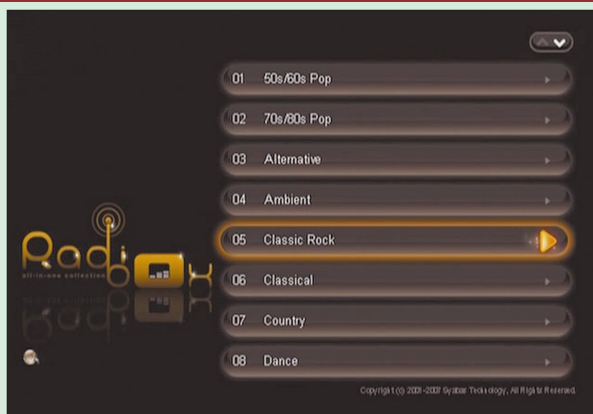 01 50s/60s Pop
02 70s/80s Pop
03 Alternative
04 Ambient
05 Classic Rock
06 Classical
07 Country
08 Dance
Radiox
all-in-one collection
Copyright (c) 2001-2007 Syabas Technology, All Rights Reserved.